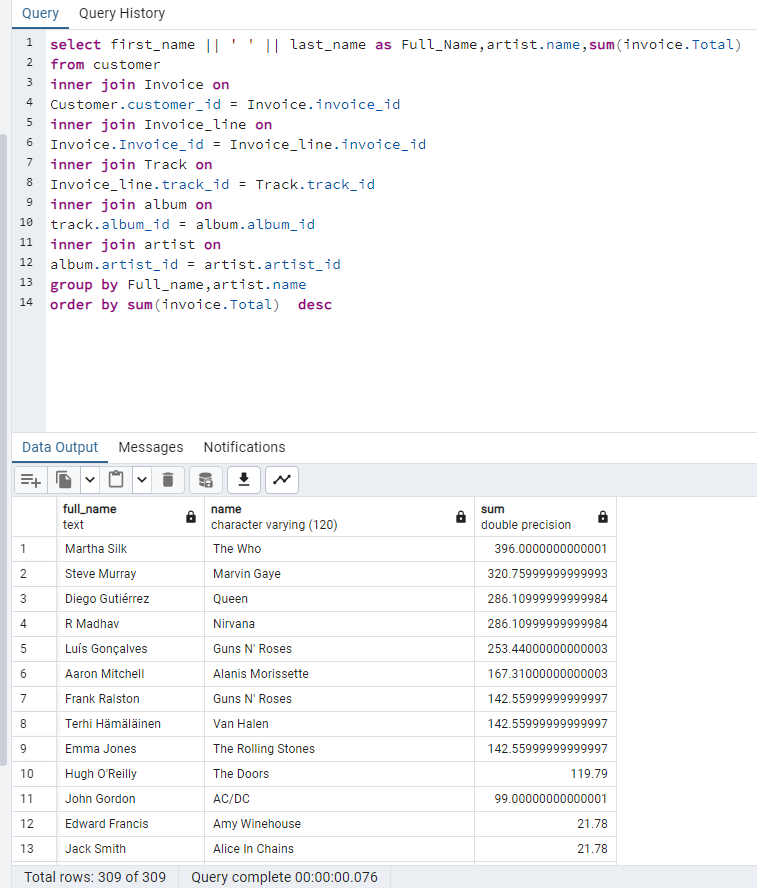 Query Query History
1 select first_name || ' ' || last_name as Full_Name,artist.name,sum(invoice.Total)
2 from customer
3 inner join Invoice on
4 Customer.customer_id = Invoice.invoice_id
5 inner join Invoice_line on
6 Invoice.Invoice_id = Invoice_line.invoice_id
7 inner join Track on
8 Invoice_line.track_id = Track.track_id
9 inner join album on
10 track.album_id = album.album_id
11 inner join artist on
12 album.artist_id = artist.artist_id
13 group by Full_name,artist.name
14 order by sum(invoice.Total) desc
Data Output Messages Notifications
full_name name sum
text character varying (120) double precision
1 Martha Silk The Who 396.0000000000001
2 Steve Murray Marvin Gaye 320.75999999999993
3 Diego Gutiérrez Queen 286.10999999999984
4 R Madhav Nirvana 286.10999999999984
5 Luís Gonçalves Guns N' Roses 253.44000000000003
6 Aaron Mitchell Alanis Morissette 167.31000000000003
7 Frank Ralston Guns N' Roses 142.55999999999997
8 Terhi Hämäläinen Van Halen 142.55999999999997
9 Emma Jones The Rolling Stones 142.55999999999997
10 Hugh O'Reilly The Doors 119.79
11 John Gordon AC/DC 99.00000000000001
12 Edward Francis Amy Winehouse 21.78
13 Jack Smith Alice In Chains 21.78
Total rows: 309 of 309 Query complete 00:00:00.076